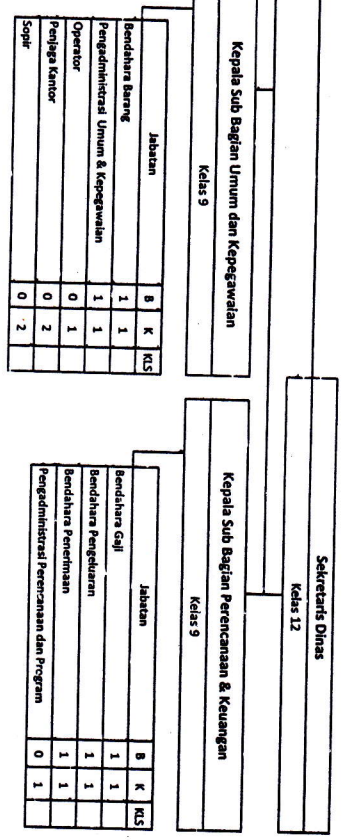 Sekretaris Dinas
Kelas 12
Kepala Sub Bagian Umum dan Kepegawaian
Kelas 9
Jabatan B K KLS
Bendahara Barang 1 1
Pengadministrasi Umum & Kepegawaian 1 1
Operator 0 1
Penjaga Kantor 0 2
Sopir 0 2
Kepala Sub Bagian Perencanaan & Keuangan
Kelas 9
Jabatan B K KLS
Bendahara Gaji 1 1
Bendahara Pengeluaran 1 1
Bendahara Penerimaan 1 1
Pengadministrasi Perencanaan dan Program 0 1